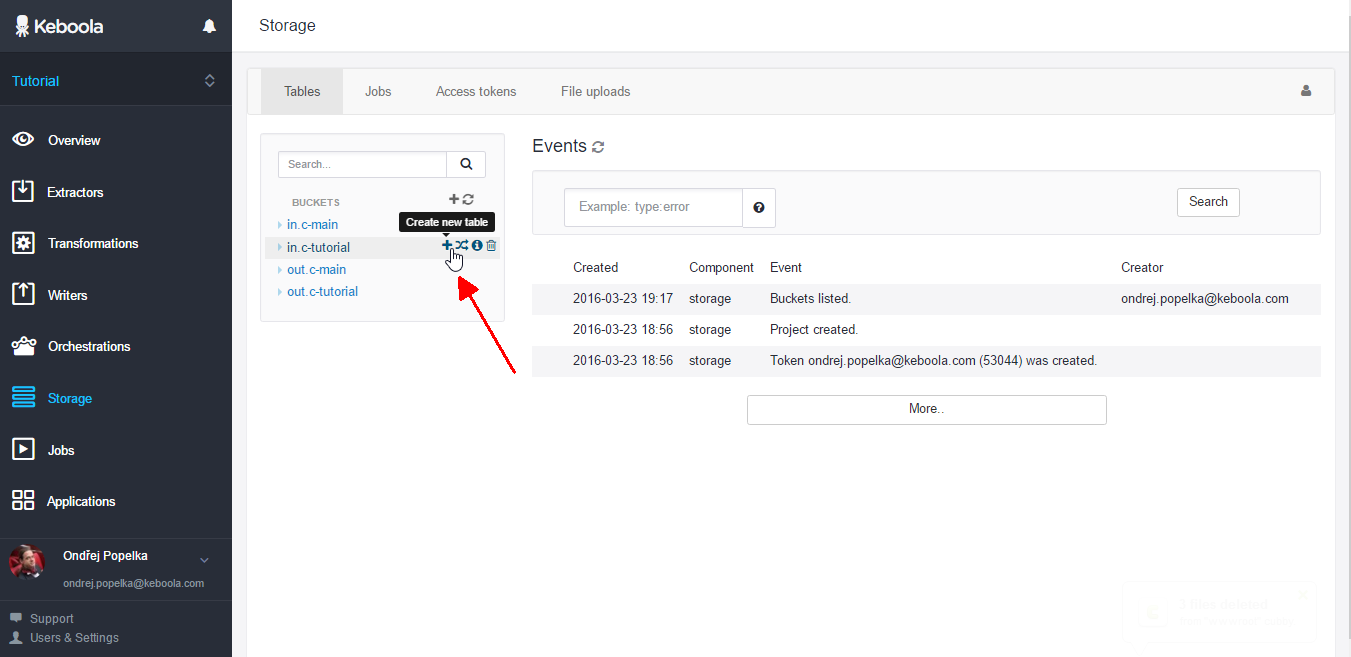 Keboola
Storage
Tutorial
Overview
Extractors
Transformations
Writers
Orchestrations
Storage
Jobs
Applications
Ondřej Popelka
ondrej.popelka@keboola.com
Support
Users & Settings
Tables Jobs Access tokens File uploads
Search...
BUCKETS
Create new table
in.c-main
in.c-tutorial
out.c-main
out.c-tutorial
Events
Example: type:error
Search
Created Component Event Creator
2016-03-23 19:17 storage Buckets listed. ondrej.popelka@keboola.com
2016-03-23 18:56 storage Project created.
2016-03-23 18:56 storage Token ondrej.popelka@keboola.com (53044) was created.
More..